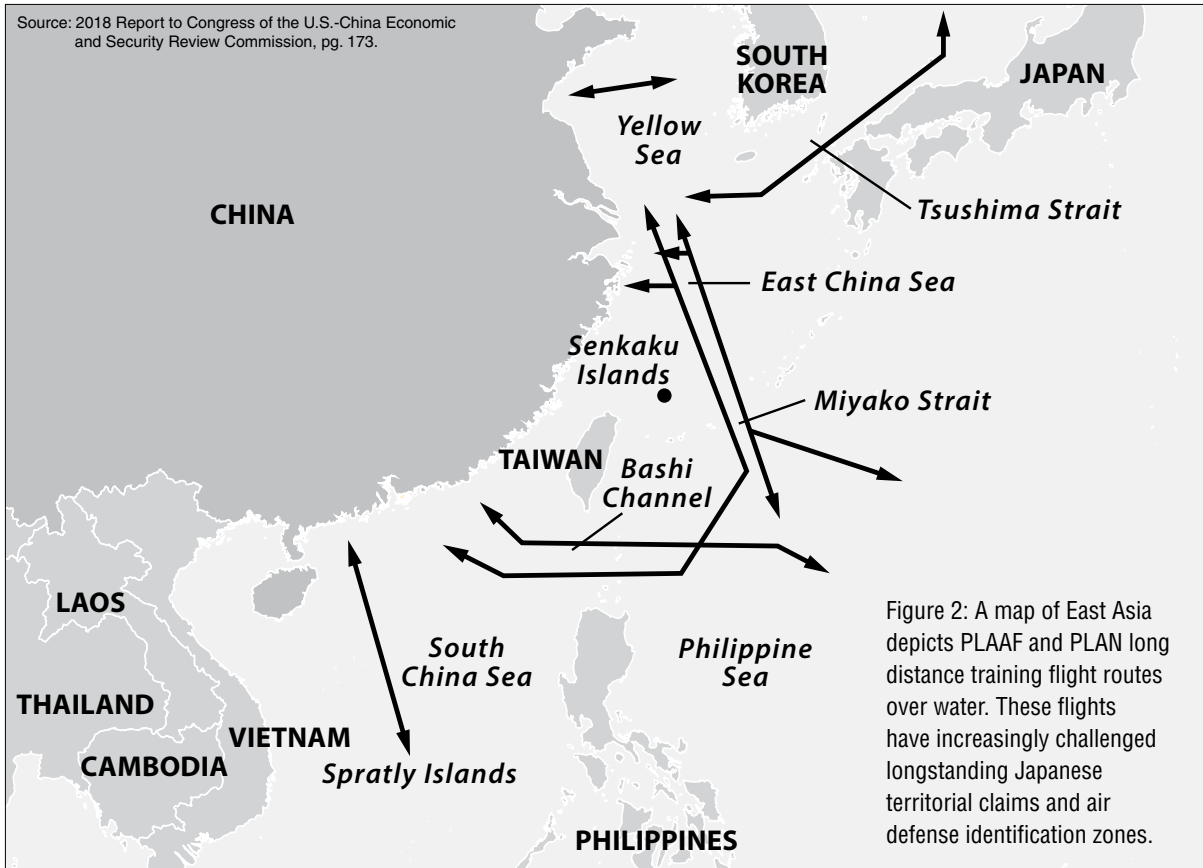 Source: 2018 Report to Congress of the U.S.-China Economic
and Security Review Commission, pg. 173.
SOUTH
KOREA
JAPAN
Yellow
Sea
CHINA
Tsushima Strait
East China Sea
Senkaku
Islands
Miyako Strait
TAIWAN
Bashi
Channel
LAOS
South
China Sea
Philippine
Sea
THAILAND
VIETNAM
CAMBODIA
Spratly Islands
PHILIPPINES
Figure 2: A map of East Asia
depicts PLAAF and PLAN long
distance training flight routes
over water. These flights
have increasingly challenged
longstanding Japanese
territorial claims and air
defense identification zones.